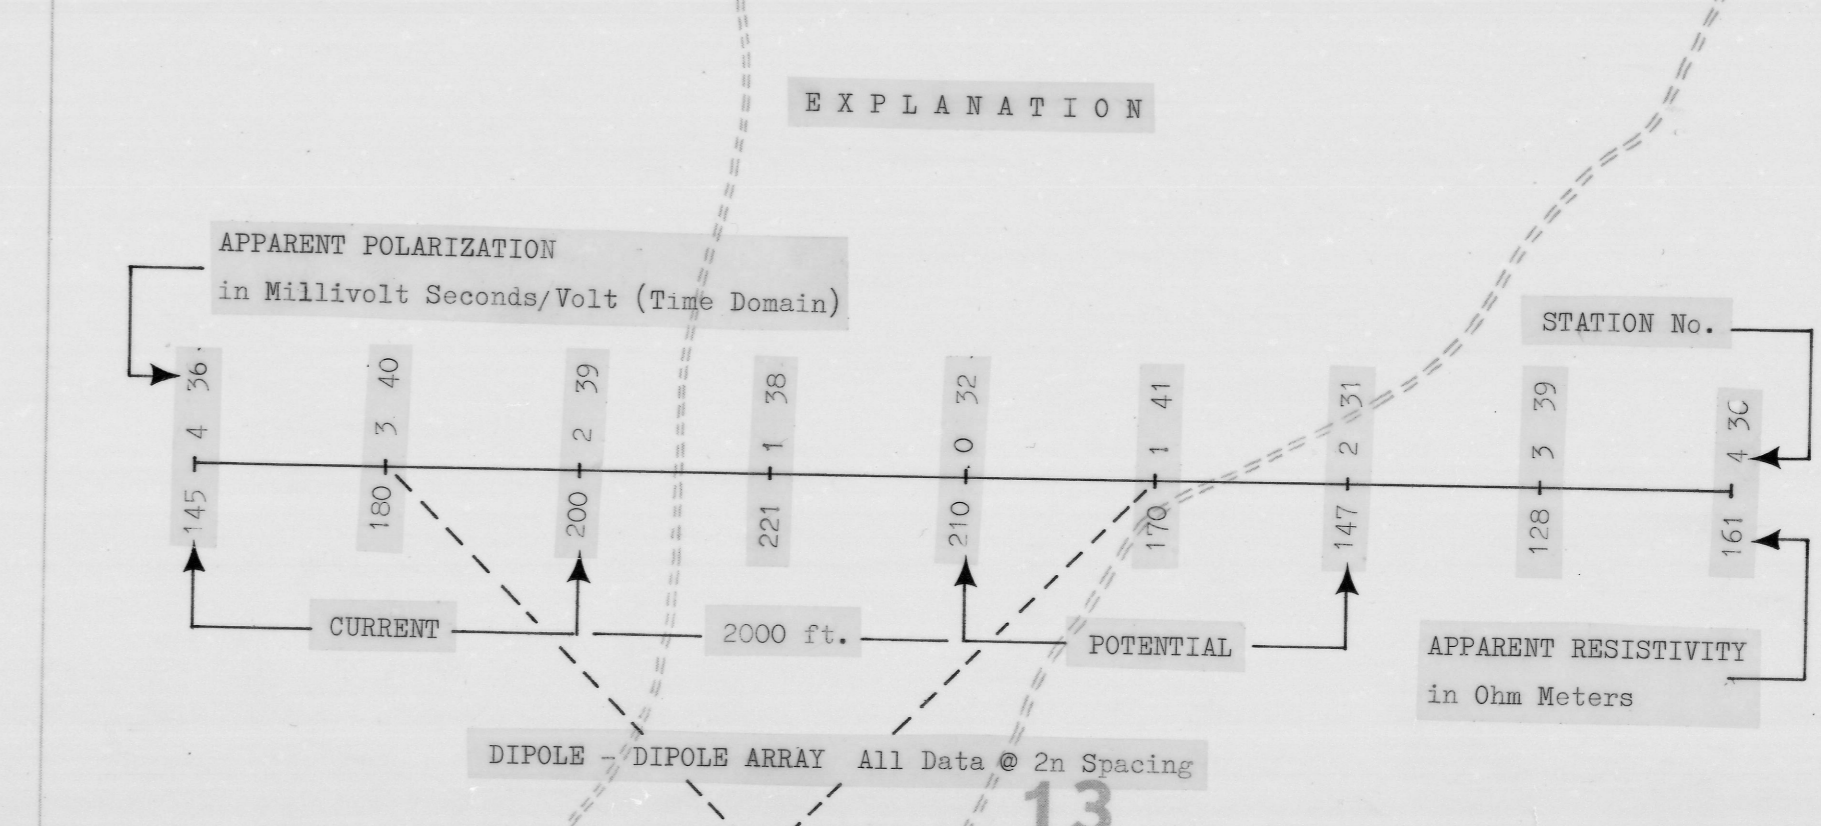 EXPLANATION
APPARENT POLARIZATION
in Millivolt Seconds/Volt (Time Domain)
STATION No.
36 40 39 38 32 41 31 39 30
4 3 2 1 0 1 2 3 4
145 180 200 221 210 170 147 128 161
CURRENT 2000 ft. POTENTIAL
APPARENT RESISTIVITY
in Ohm Meters
DIPOLE - DIPOLE ARRAY All Data @ 2n Spacing
13